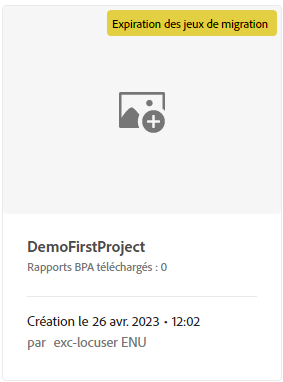 Expiration des jeux de migration
DemoFirstProject
Rapports BPA téléchargés : 0
Création le 26 avr. 2023 • 12:02
par exc-locuser ENU